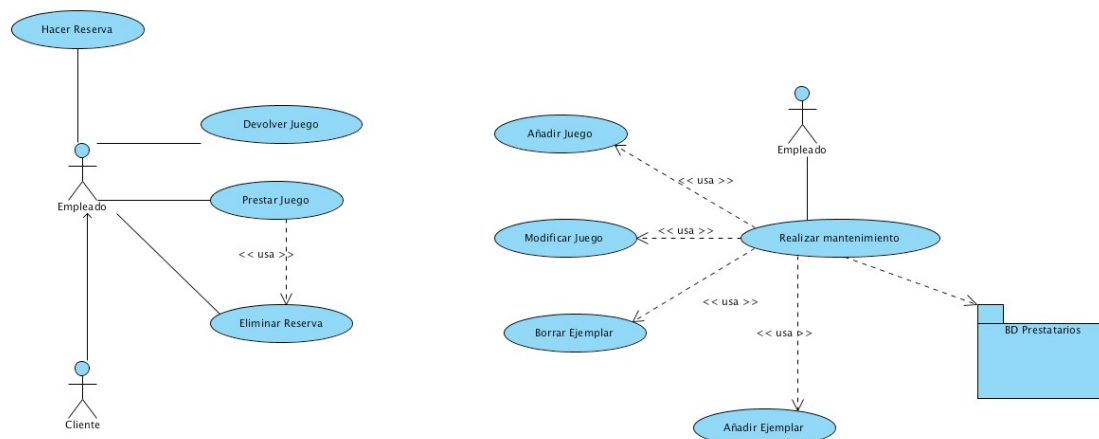 Hacer Reserva
Devolver Juego
Empleado
Prestar Juego
<< usa >>
Eliminar Reserva
Cliente
Empleado
Añadir Juego
<< usa >>
Modificar Juego
<< usa >>
Realizar mantenimiento
<< usa >>
Borrar Ejemplar
<< usa >>
BD Prestatarios
Añadir Ejemplar